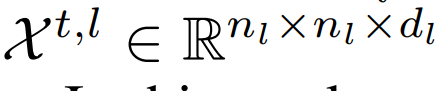 𝒳^{t,l} ∈ ℝ^{n_l×n_l×d_l}